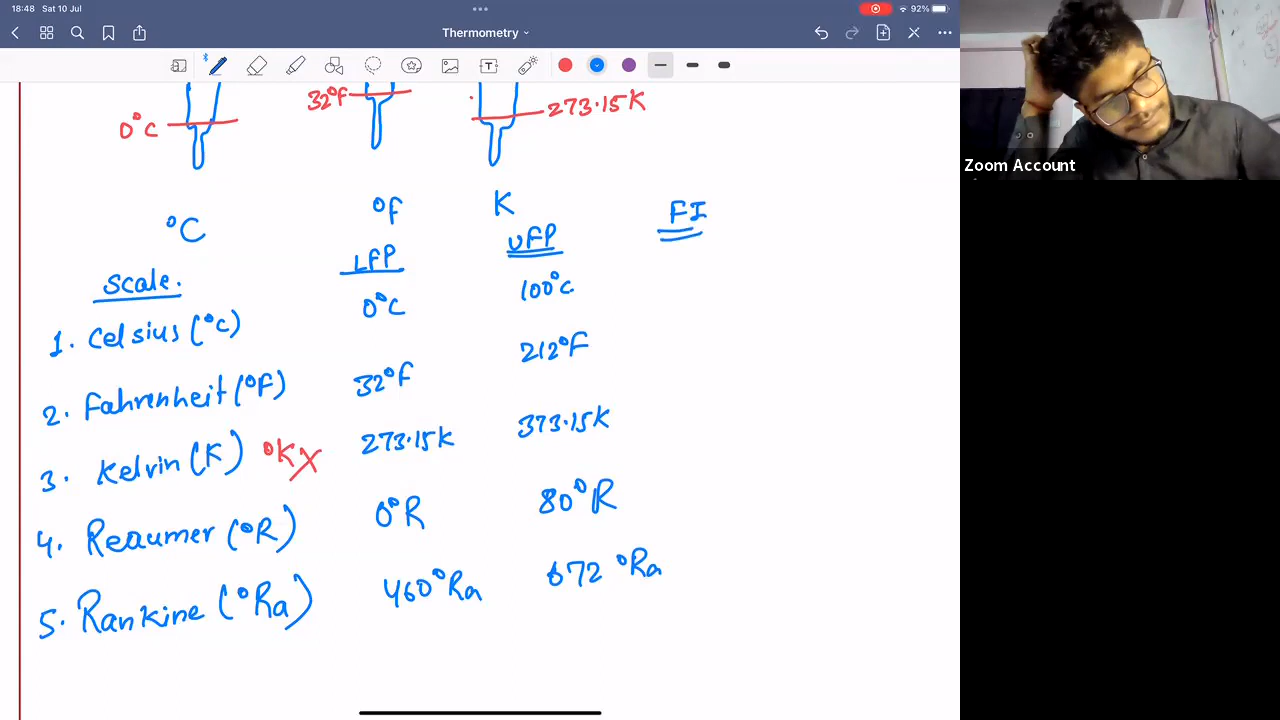 18:48 Sat 10 Jul
92%
Thermometry
T
0°C
32°F
273.15K
Zoom Account
°C
°F
K
FI
Scale.
LFP
UFP
1. Celsius (°C) 0°C 100°C
2. Fahrenheit (°F) 32°F 212°F
3. Kelvin (K) °K X 273.15K 373.15K
4. Reaumer (°R) 0°R 80°R
5. Rankine (°Ra) 460°Ra 672 °Ra